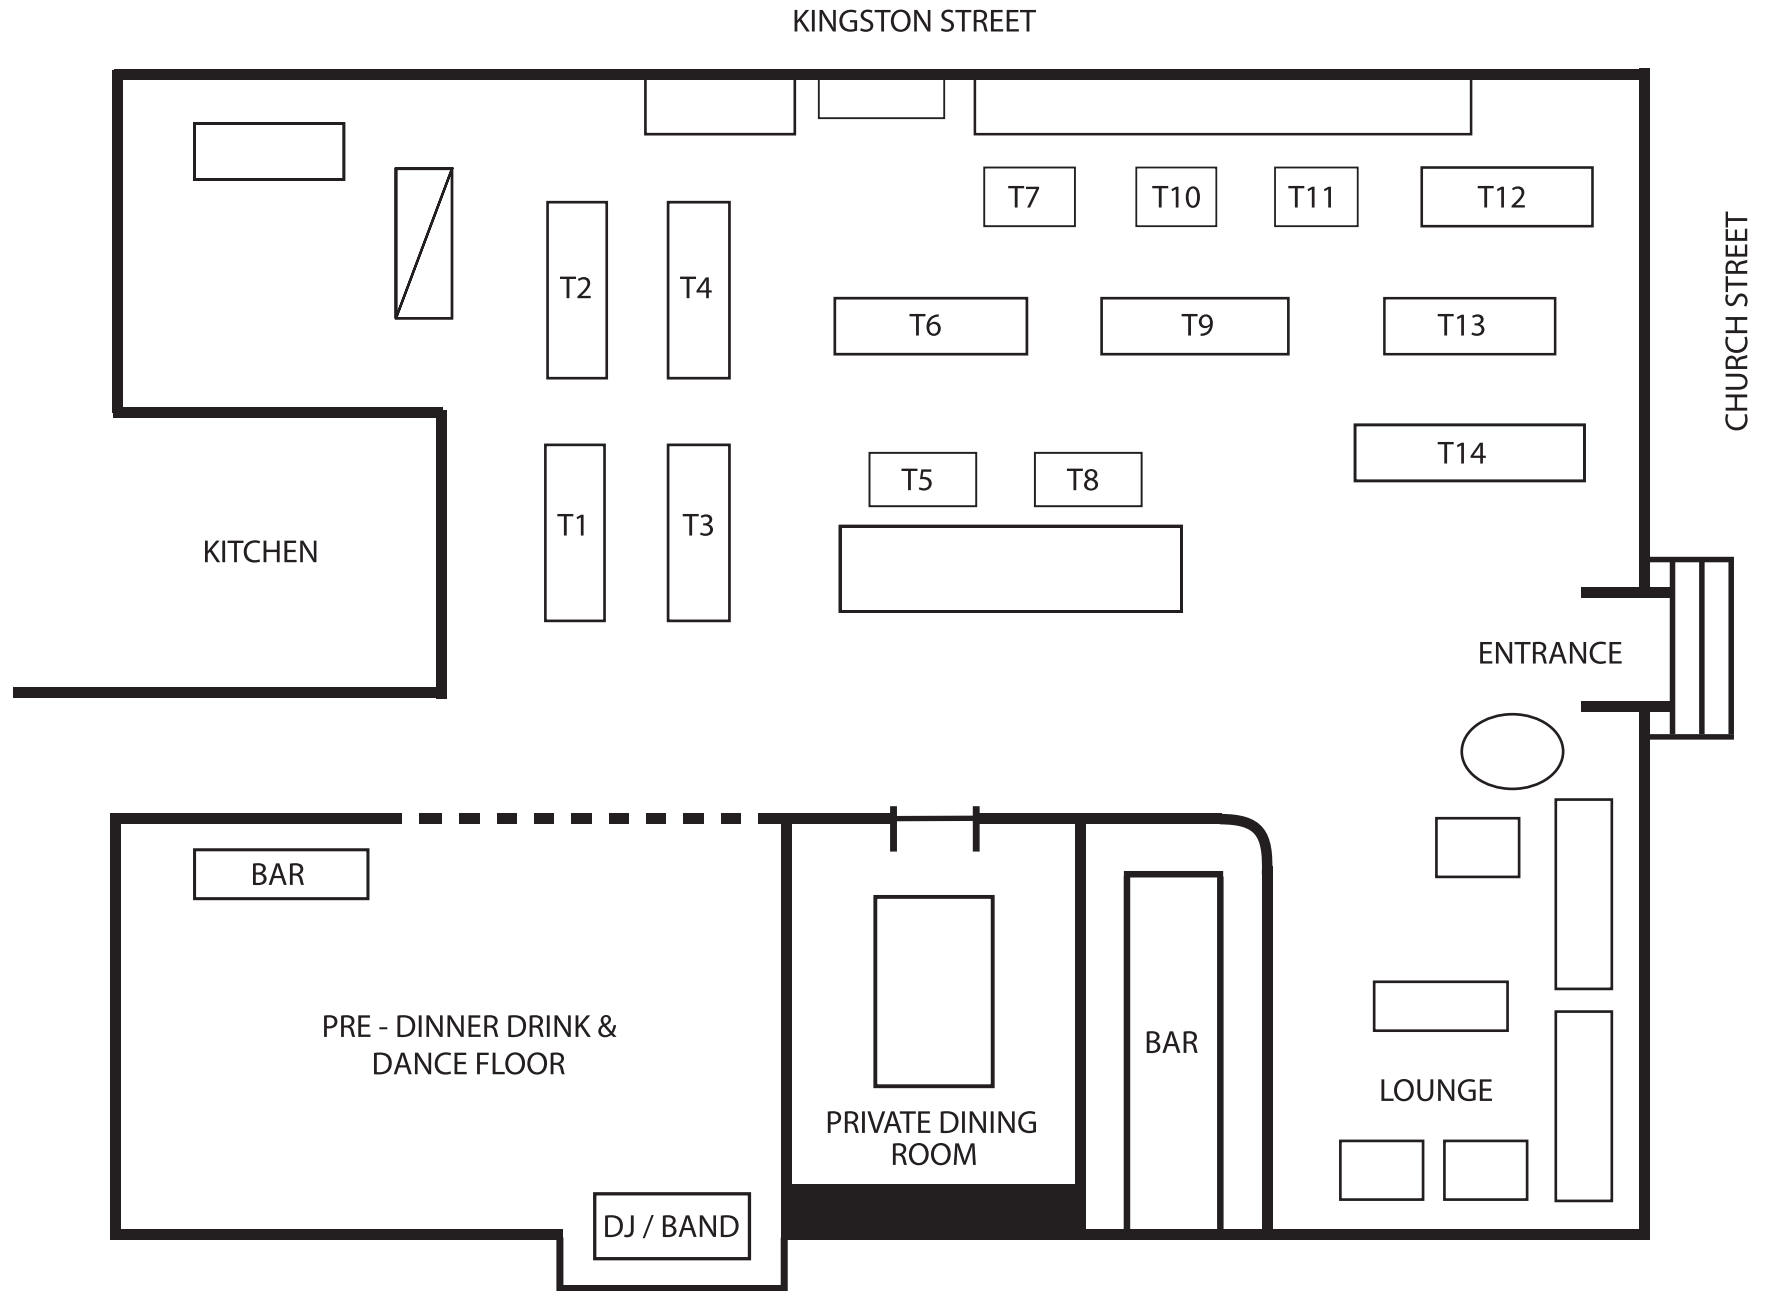 KINGSTON STREET
T7
T10
T11
T12
CHURCH STREET
T2
T4
T6
T9
T13
T14
T5
T8
T1
T3
KITCHEN
ENTRANCE
BAR
PRE - DINNER DRINK &
DANCE FLOOR
BAR
LOUNGE
PRIVATE DINING
ROOM
DJ / BAND